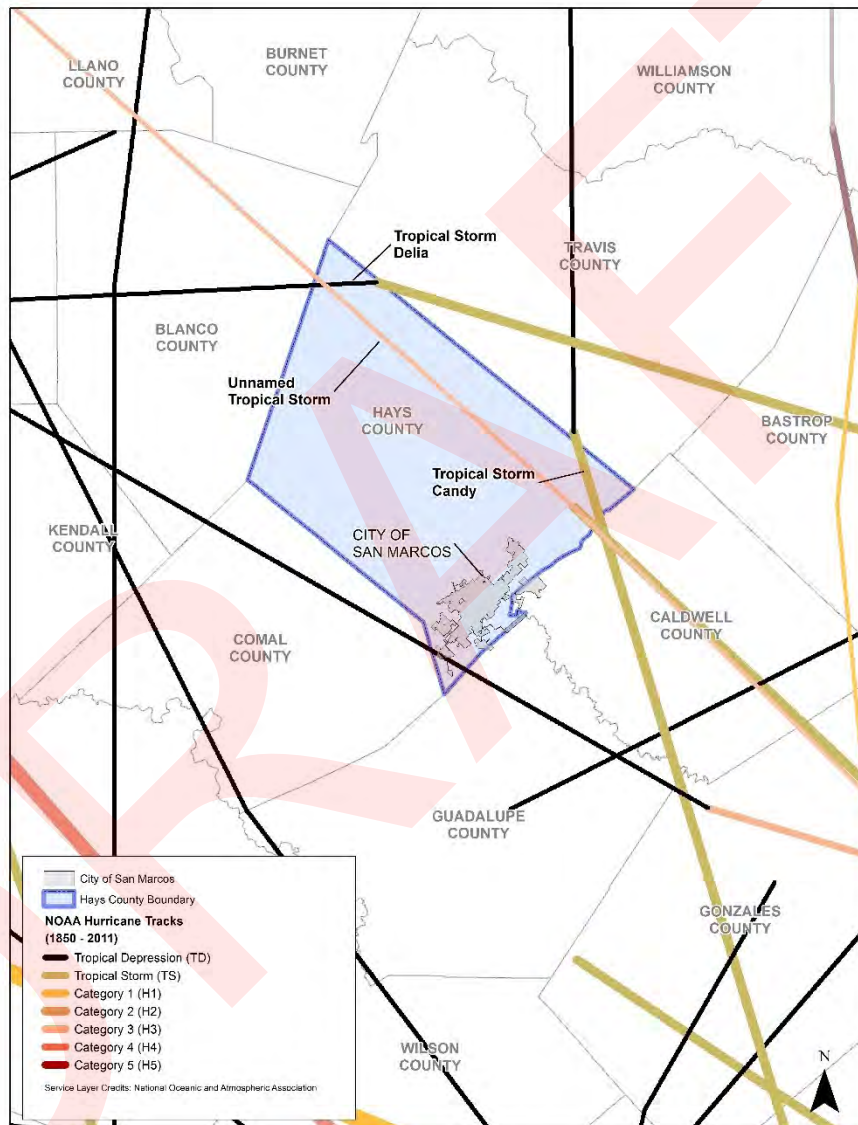 LLANO
COUNTY
BURNET
COUNTY
WILLIAMSON
COUNTY
Tropical Storm
Delia
TRAVIS
COUNTY
BLANCO
COUNTY
Unnamed
Tropical Storm
HAYS
COUNTY
BASTROP
COUNTY
Tropical Storm
Candy
KENDALL
COUNTY
CITY OF
SAN MARCOS
CALDWELL
COUNTY
COMAL
COUNTY
GUADALUPE
COUNTY
GONZALES
COUNTY
WILSON
COUNTY
City of San Marcos
Hays County Boundary
NOAA Hurricane Tracks
(1850 - 2011)
Tropical Depression (TD)
Tropical Storm (TS)
Category 1 (H1)
Category 2 (H2)
Category 3 (H3)
Category 4 (H4)
Category 5 (H5)
Service Layer Credits: National Oceanic and Atmospheric Association
N
DRAFT